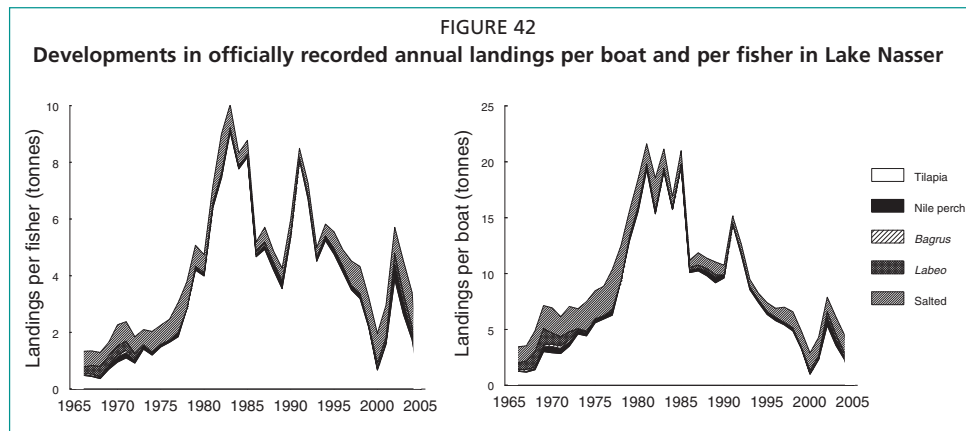 FIGURE 42
Developments in officially recorded annual landings per boat and per fisher in Lake Nasser
Landings per fisher (tonnes)
10
8
6
4
2
0
1965 1970 1975 1980 1985 1990 1995 2000 2005
Landings per boat (tonnes)
25
20
15
10
5
0
1965 1970 1975 1980 1985 1990 1995 2000 2005
Tilapia
Nile perch
Bagrus
Labeo
Salted